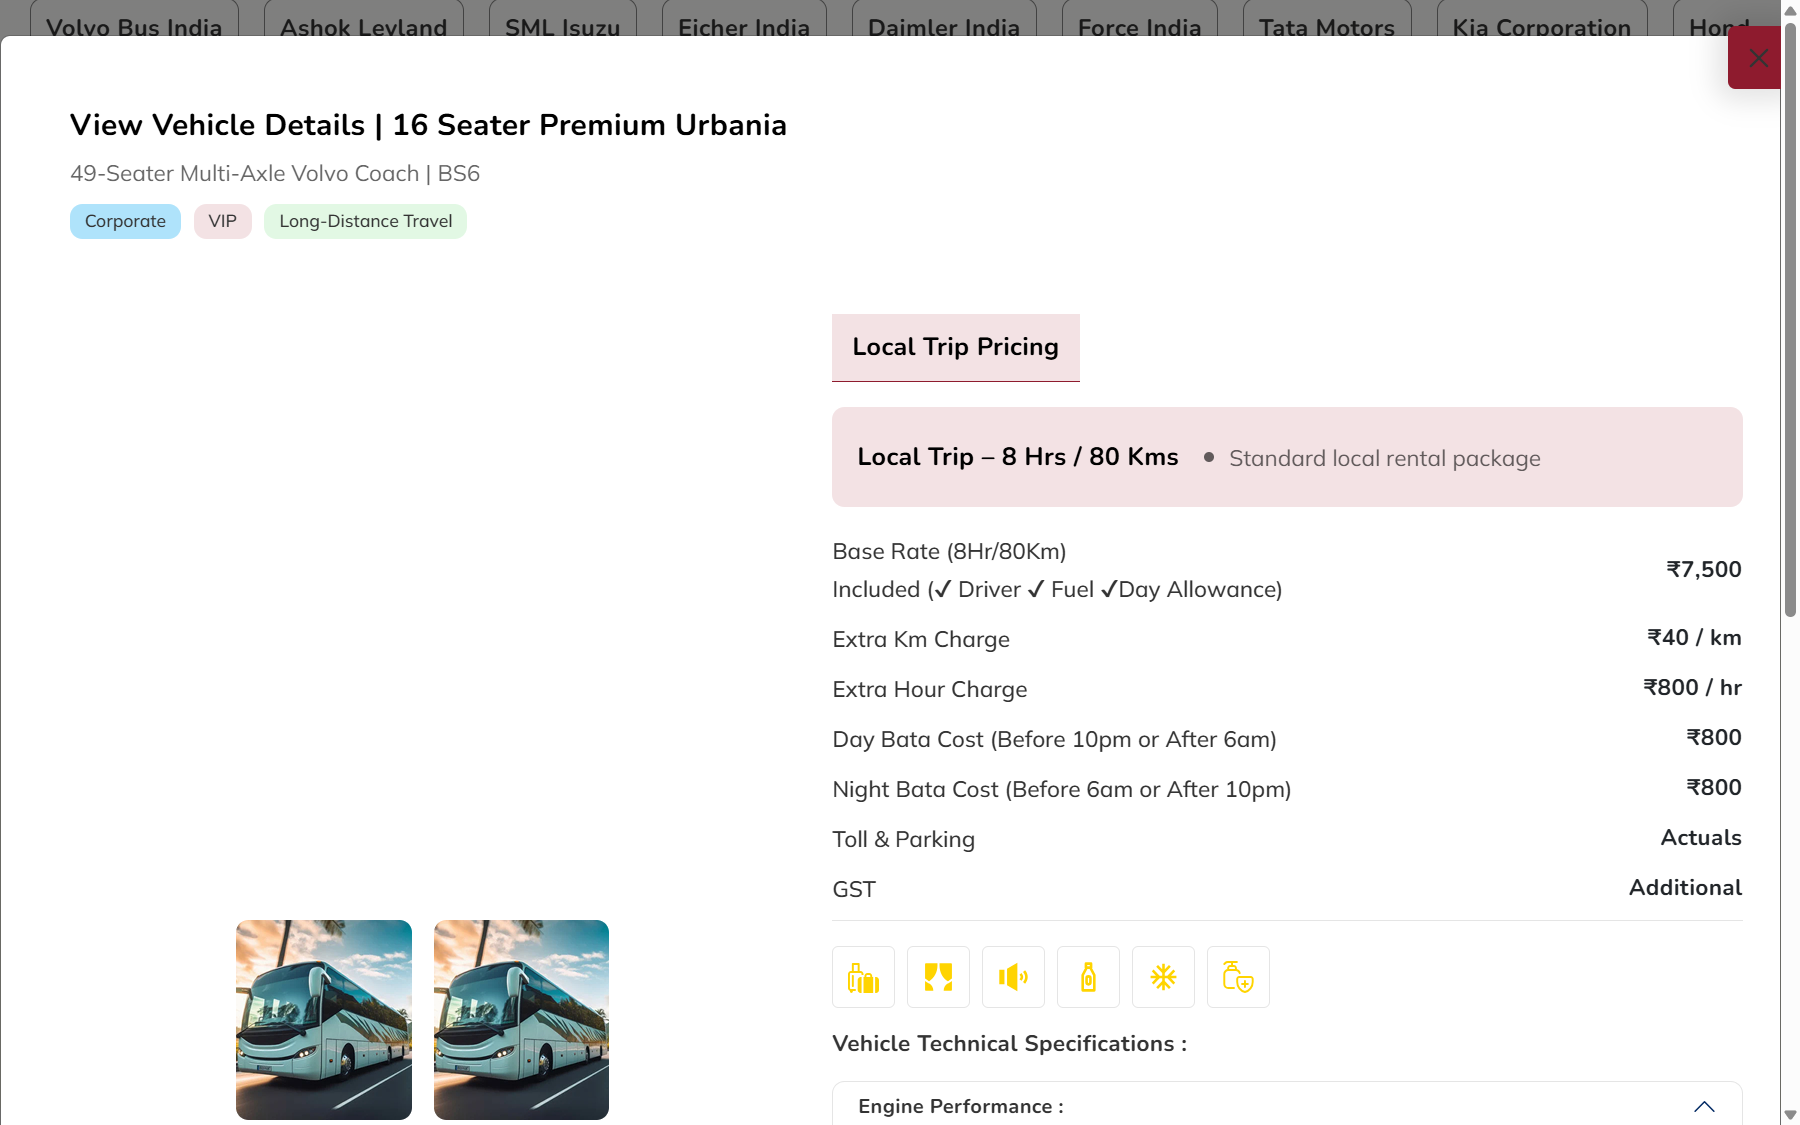 Volvo Bus India Ashok Leyland SML Isuzu Eicher India Daimler India Force India Tata Motors Kia Corporation
View Vehicle Details | 16 Seater Premium Urbania
49-Seater Multi-Axle Volvo Coach | BS6
Corporate VIP Long-Distance Travel
Local Trip Pricing
Local Trip – 8 Hrs / 80 Kms • Standard local rental package
Base Rate (8Hr/80Km)
Included (✓ Driver ✓ Fuel ✓Day Allowance) ₹7,500
Extra Km Charge ₹40 / km
Extra Hour Charge ₹800 / hr
Day Bata Cost (Before 10pm or After 6am) ₹800
Night Bata Cost (Before 6am or After 10pm) ₹800
Toll & Parking Actuals
GST Additional
Vehicle Technical Specifications :
Engine Performance :